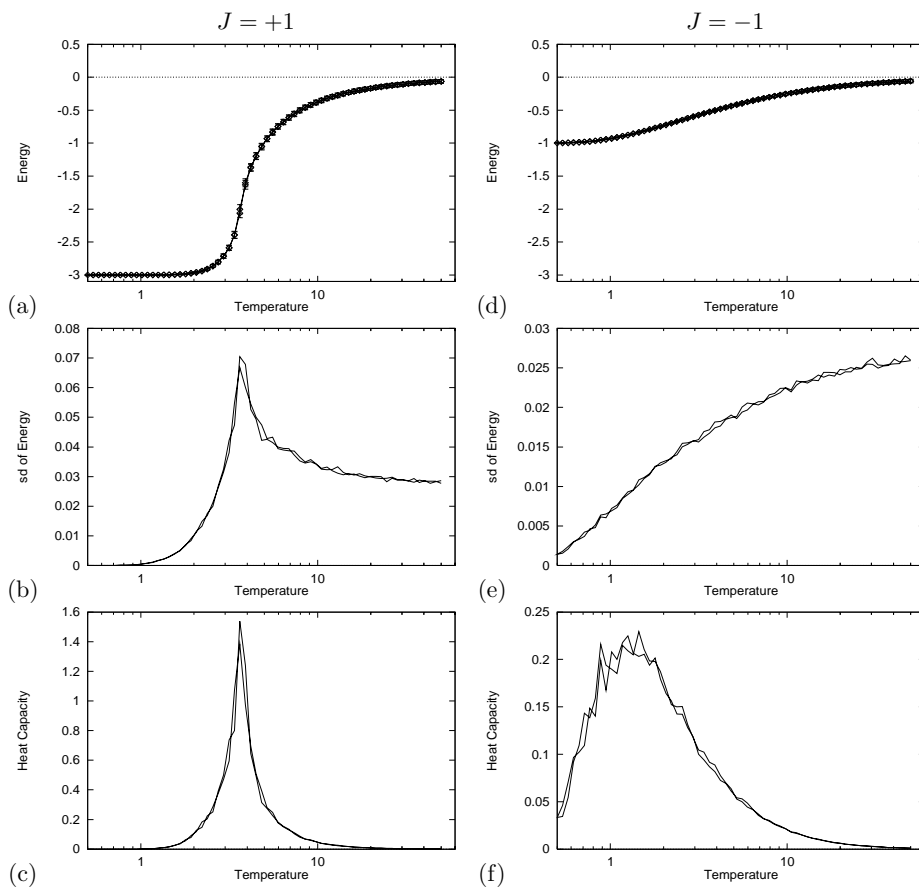 J = +1
J = −1
0.5
0
-0.5
-1
-1.5
-2
-2.5
-3
Energy
1
10
Temperature
(a)
0.5
0
-0.5
-1
-1.5
-2
-2.5
-3
Energy
1
10
Temperature
(d)
0.08
0.07
0.06
0.05
0.04
0.03
0.02
0.01
0
sd of Energy
1
10
Temperature
(b)
0.03
0.025
0.02
0.015
0.01
0.005
0
sd of Energy
1
10
Temperature
(e)
1.6
1.4
1.2
1
0.8
0.6
0.4
0.2
0
Heat Capacity
1
10
Temperature
(c)
0.25
0.2
0.15
0.1
0.05
0
Heat Capacity
1
10
Temperature
(f)